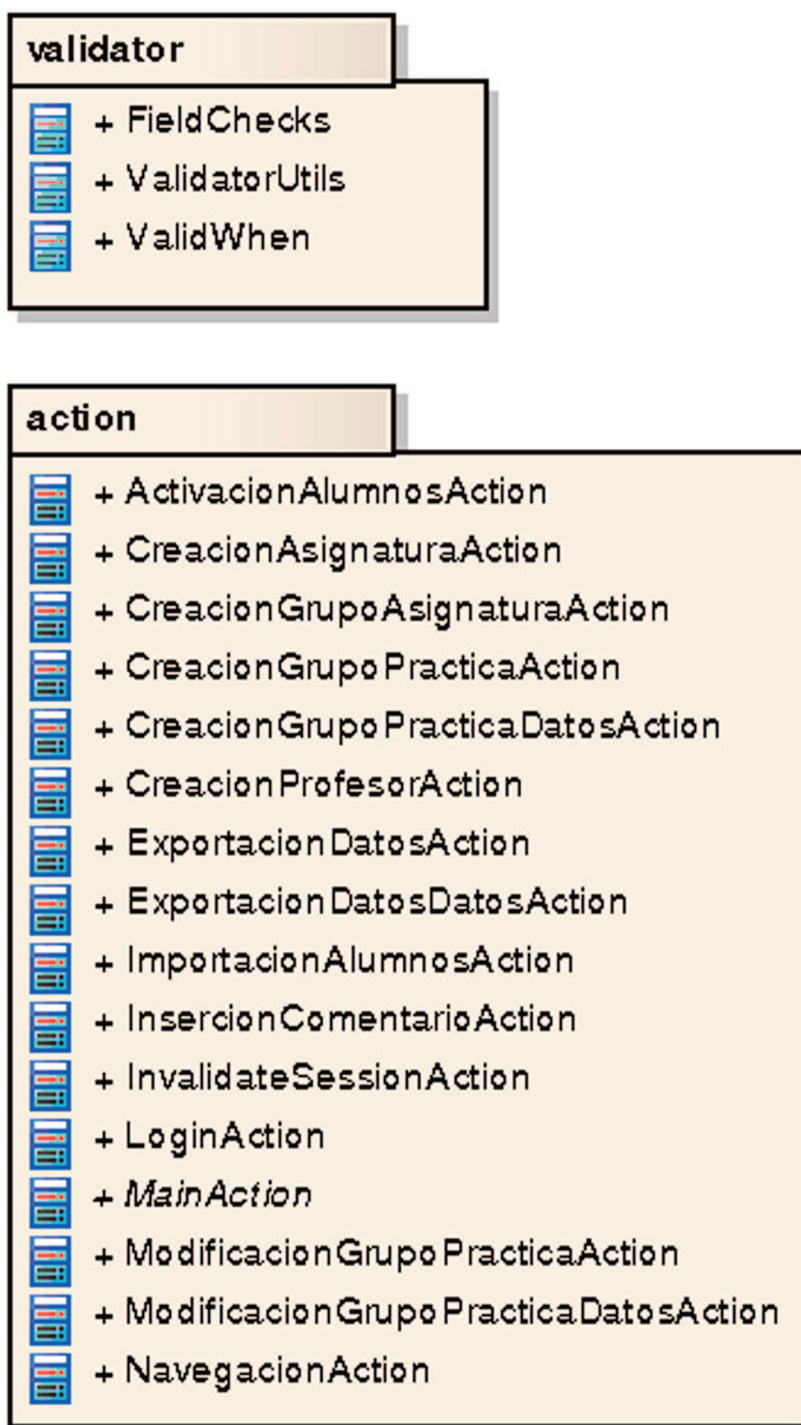 validator
+ FieldChecks
+ ValidatorUtils
+ ValidWhen
action
+ ActivacionAlumnosAction
+ CreacionAsignaturaAction
+ CreacionGrupoAsignaturaAction
+ CreacionGrupoPracticaAction
+ CreacionGrupoPracticaDatosAction
+ CreacionProfesorAction
+ ExportacionDatosAction
+ ExportacionDatosDatosAction
+ ImportacionAlumnosAction
+ InsercionComentarioAction
+ InvalidateSessionAction
+ LoginAction
+ MainAction
+ ModificacionGrupoPracticaAction
+ ModificacionGrupoPracticaDatosAction
+ NavegacionAction